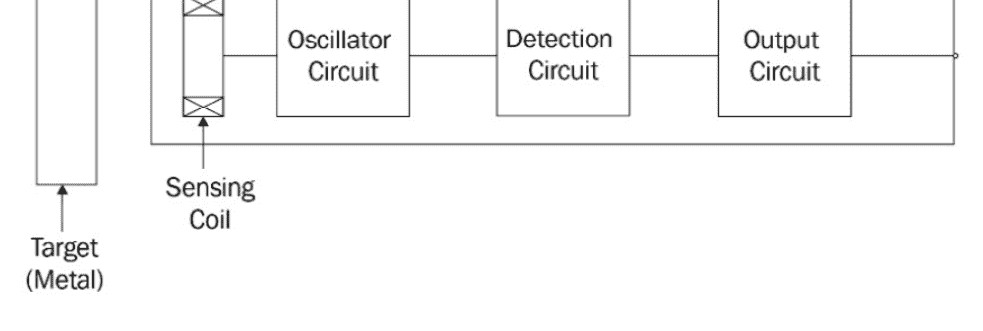 Oscillator
Circuit
Detection
Circuit
Output
Circuit
Sensing
Coil
Target
(Metal)